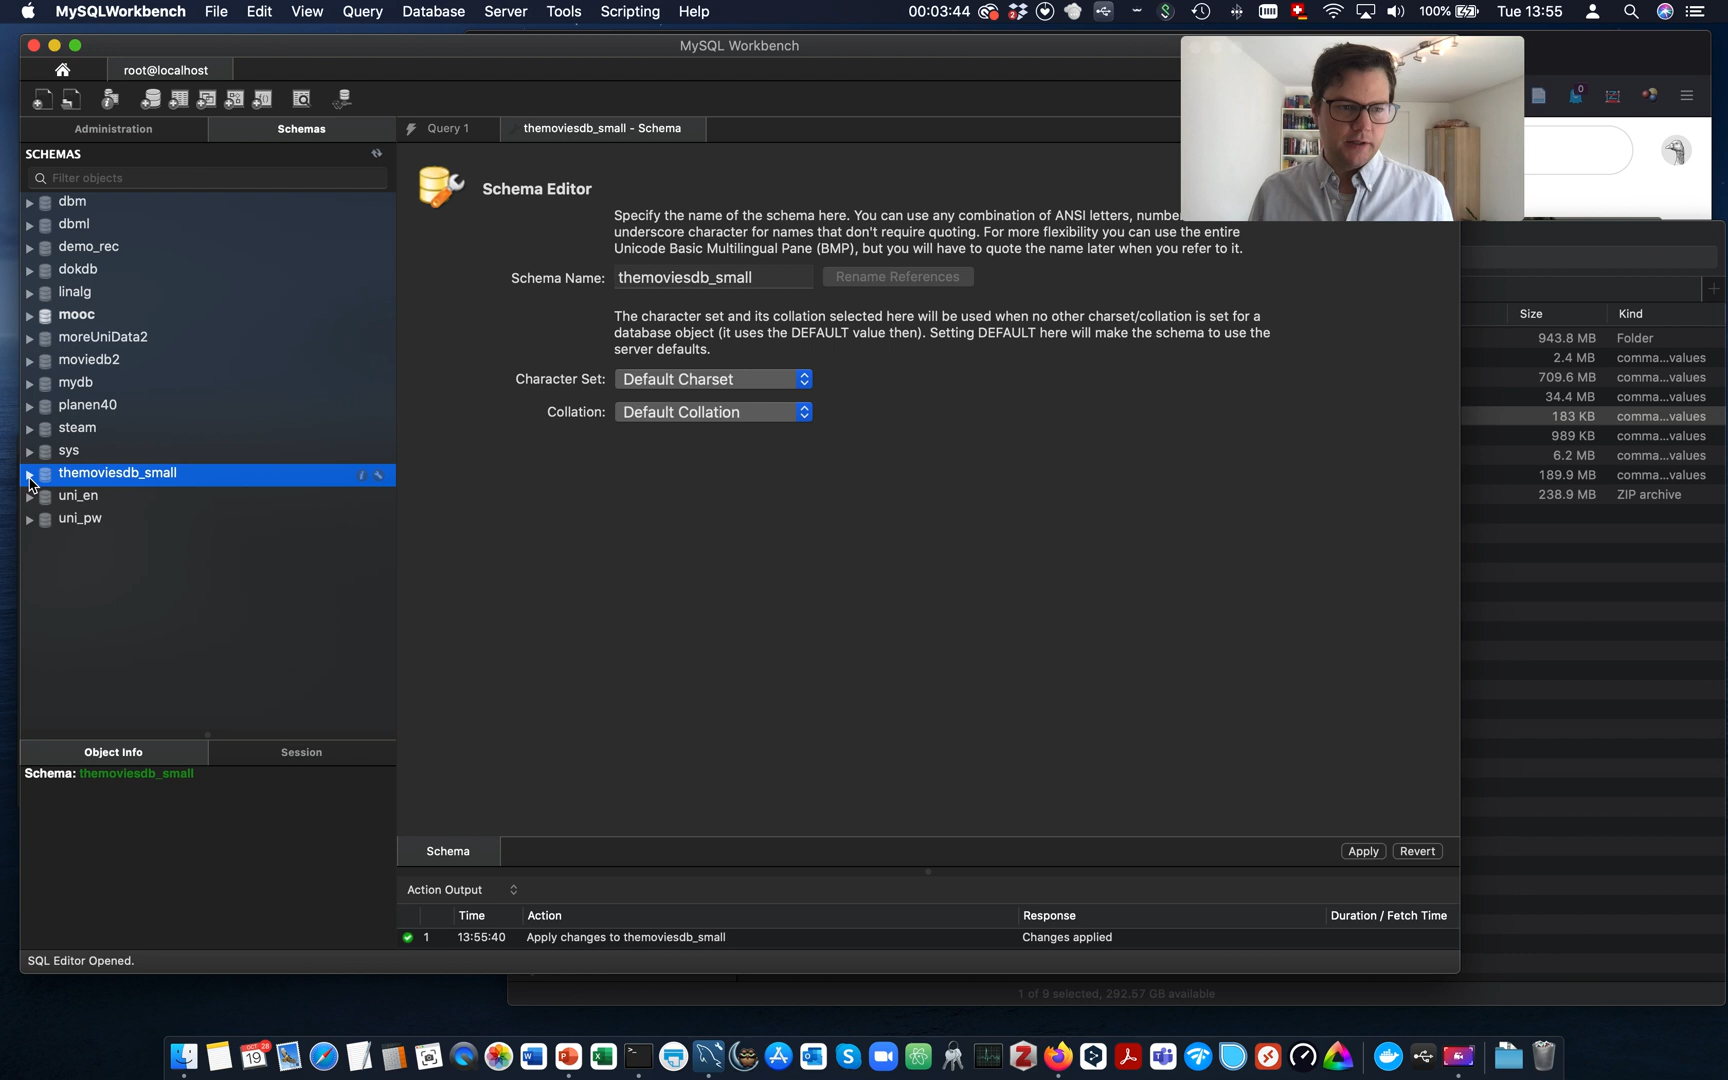 MySQLWorkbench File Edit View Query Database Server Schema Tools Scripting Help 00:03:44 100% Tue 13:55
MySQL Workbench
root@localhost
Administration Schemas Query 1 themoviesdb_small - Schema
SCHEMAS
Filter objects
dbm
dbml
demo_rec
dokdb
linalg
mooc
moreUniData2
moviedb2
mydb
planen40
steam
sys
themoviesdb_small
uni_en
uni_pw
Schema Editor
Specify the name of the schema here. You can use any combination of ANSI letters,
underscore character for names that don't require quoting. For more flexibility you can use the entire
Unicode Basic Multilingual Pane (BMP), but you will have to quote the name later when you refer to it.
Schema Name: themoviesdb_small Rename References
The character set and its collation selected here will be used when no other charset/collation is set for a
database object (it uses the DEFAULT value then). Setting DEFAULT here will make the schema to use the
server defaults.
Character Set: Default Charset
Collation: Default Collation
Size Kind
943.8 MB Folder
2.4 MB comma...values
709.6 MB comma...values
34.4 MB comma...values
183 KB comma...values
989 KB comma...values
6.2 MB comma...values
189.9 MB comma...values
238.9 MB ZIP archive
Object Info Session
Schema: themoviesdb_small
Schema Apply Revert
Action Output
Time Action Response Duration / Fetch Time
1 13:55:40 Apply changes to themoviesdb_small Changes applied
SQL Editor Opened.
1 of 9 selected, 292.57 GB available